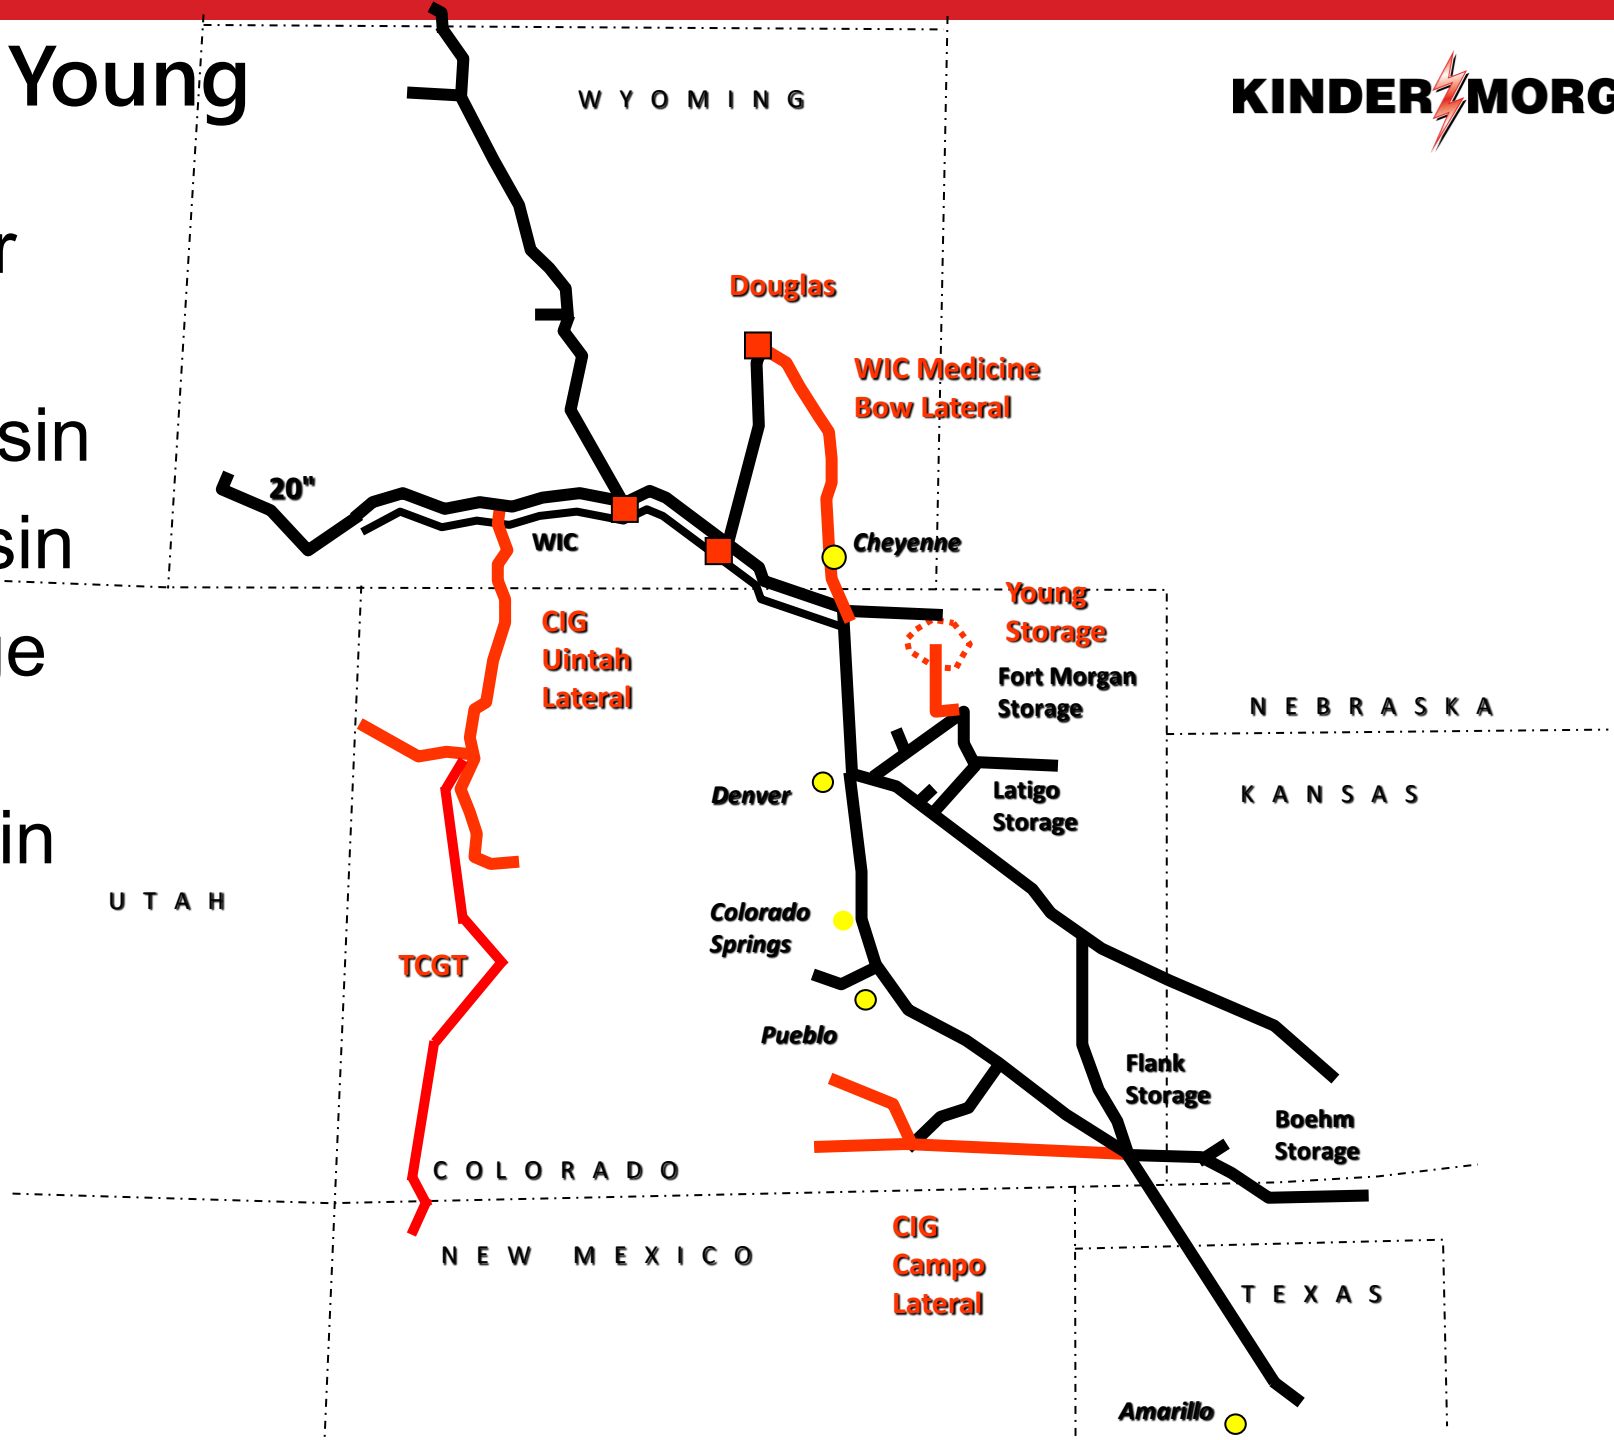 Young
KINDER MORG
WYOMING
r
Douglas
WIC Medicine
Bow Lateral
sin
20"
WIC
Cheyenne
sin
Young
Storage
CIG
Uintah
Lateral
ge
Fort Morgan
Storage
NEBRASKA
Denver
Latigo
Storage
KANSAS
in
UTAH
Colorado
Springs
TCGT
Pueblo
Flank
Storage
Boehm
Storage
COLORADO
NEW MEXICO
CIG
Campo
Lateral
TEXAS
Amarillo